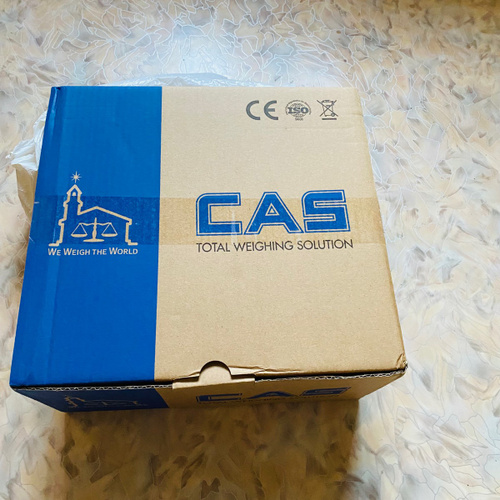 CE
ISO
CAS
TOTAL WEIGHING SOLUTION
WE WEIGH THE WORLD
CAS